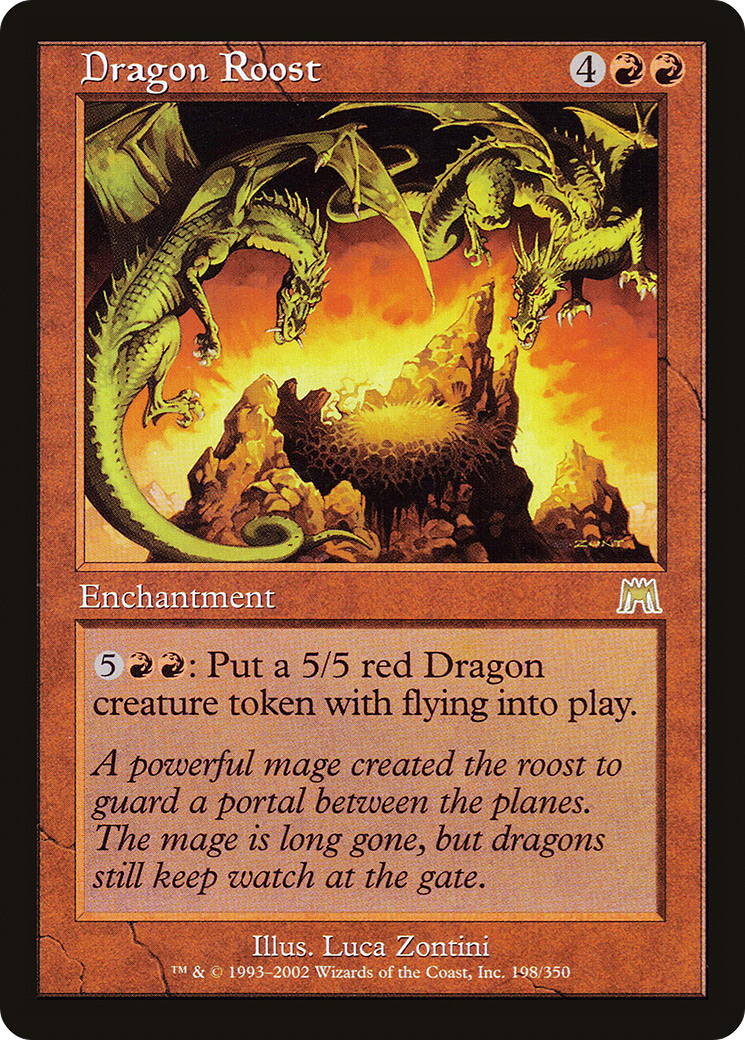 Dragon Roost 4
ZONT
Enchantment
5 : Put a 5/5 red Dragon
creature token with flying into play.
A powerful mage created the roost to
guard a portal between the planes.
The mage is long gone, but dragons
still keep watch at the gate.
Illus. Luca Zontini
™ & © 1993–2002 Wizards of the Coast, Inc. 198/350